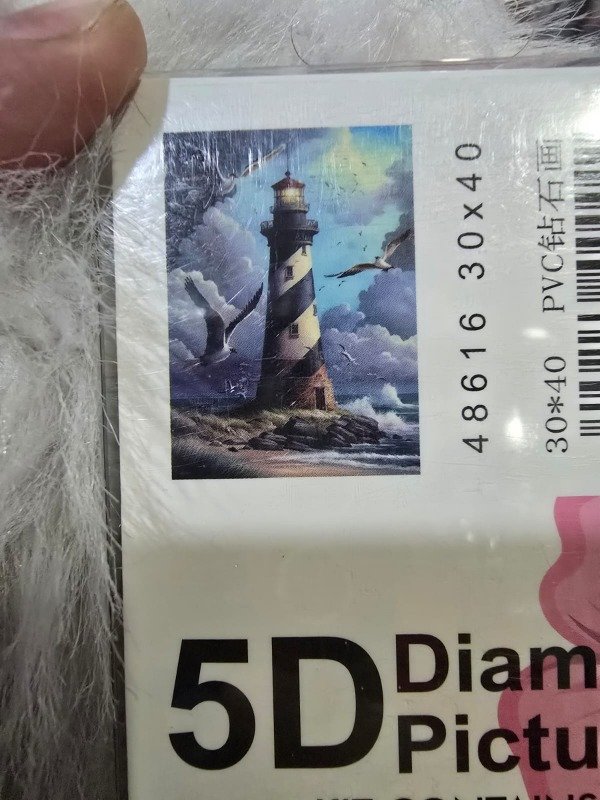 48616 30x40
30*40 PVC钻石画
5D
Diam
Pictu